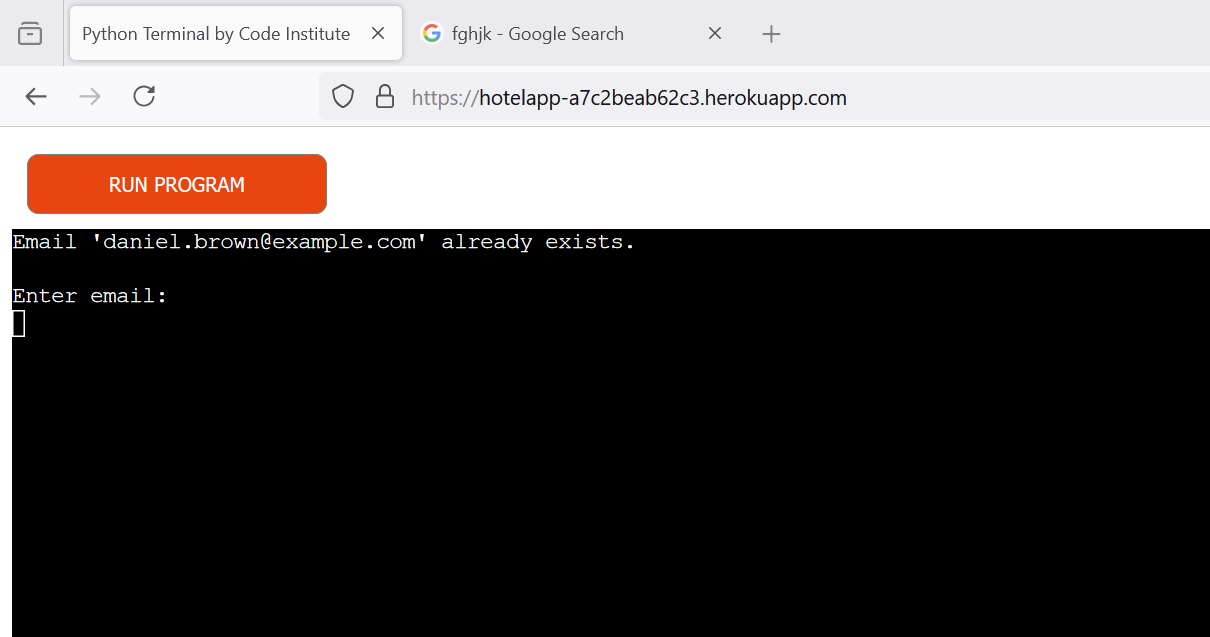 Python Terminal by Code Institute
fghjk - Google Search
https://hotelapp-a7c2beab62c3.herokuapp.com
RUN PROGRAM
Email 'daniel.brown@example.com' already exists.
Enter email: